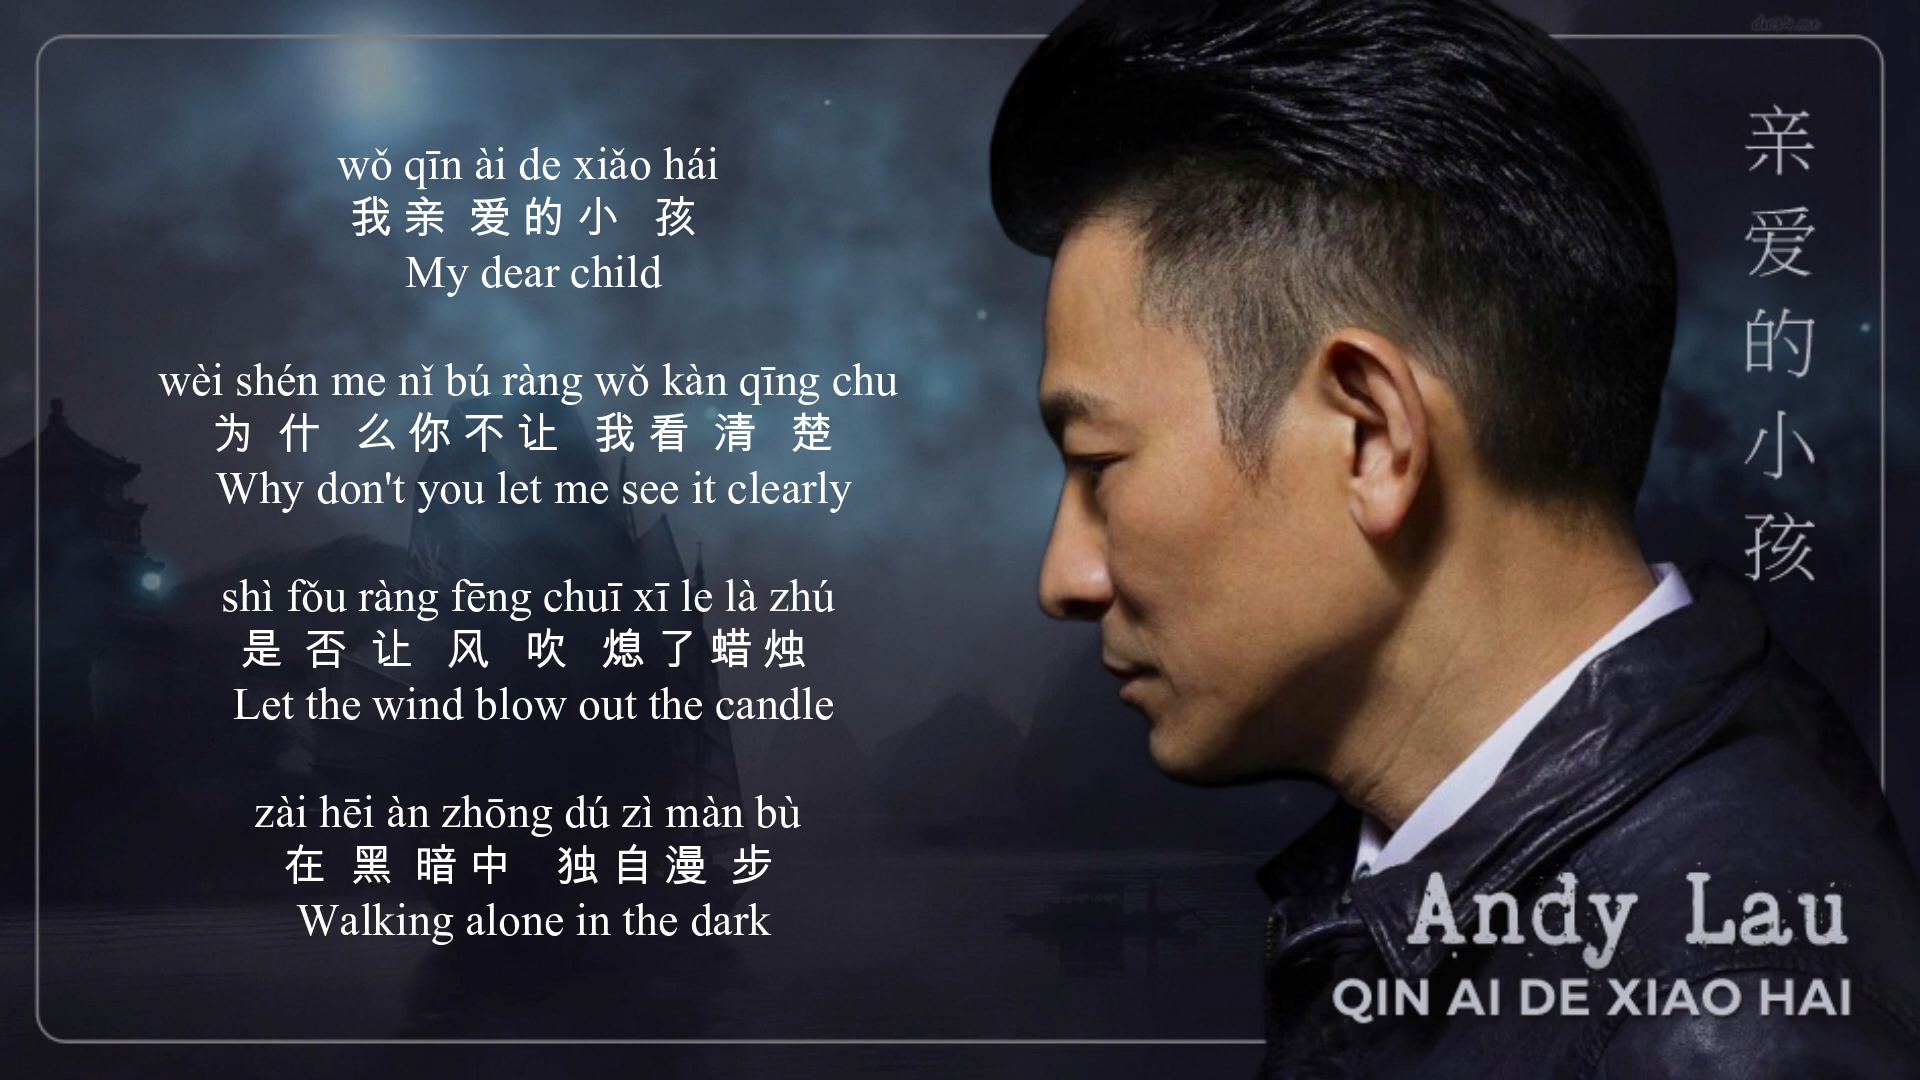 wǒ qīn ài de xiǎo hái
我亲爱的小孩
My dear child
wèi shén me nǐ bú ràng wǒ kàn qīng chu
为什么你不让我看清楚
Why don't you let me see it clearly
shì fǒu ràng fēng chuī xī le là zhú
是否让风吹熄了蜡烛
Let the wind blow out the candle
zài hēi àn zhōng dú zì màn bù
在黑暗中独自漫步
Walking alone in the dark
亲爱的小孩
Andy Lau
QIN AI DE XIAO HAI